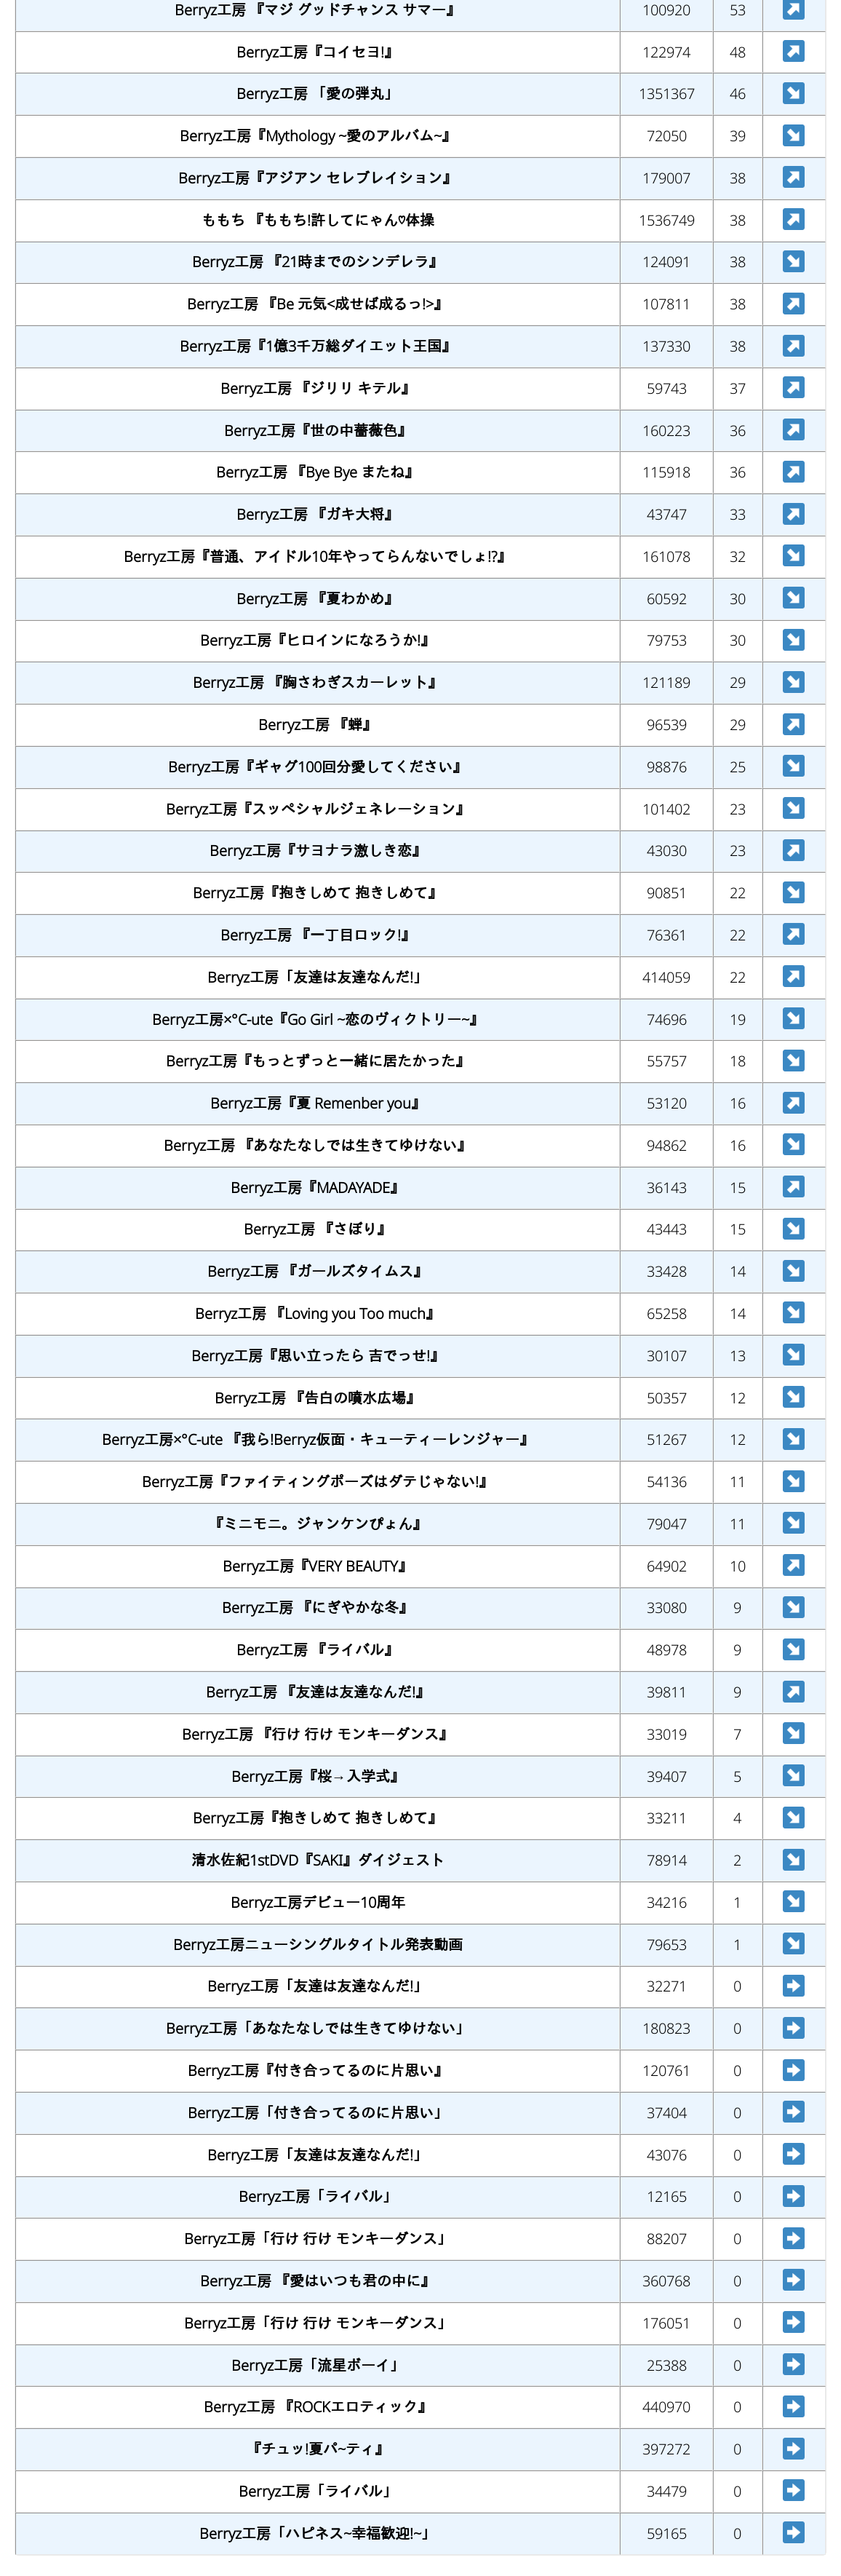 Berryz工房 『マジ グッドチャンス サマー』 100920 53
Berryz工房『コイセヨ!』 122974 48
Berryz工房 「愛の弾丸」 1351367 46
Berryz工房『Mythology ~愛のアルバム~』 72050 39
Berryz工房『アジアン セレブレイション』 179007 38
ももち 『ももち!許してにゃん♡体操 1536749 38
Berryz工房 『21時までのシンデレラ』 124091 38
Berryz工房 『Be 元気<成せば成るっ!>』 107811 38
Berryz工房『1億3千万総ダイエット王国』 137330 38
Berryz工房 『ジリリ キテル』 59743 37
Berryz工房『世の中薔薇色』 160223 36
Berryz工房 『Bye Bye またね』 115918 36
Berryz工房 『ガキ大将』 43747 33
Berryz工房『普通、アイドル10年やってらんないでしょ!?』 161078 32
Berryz工房 『夏わかめ』 60592 30
Berryz工房『ヒロインになろうか!』 79753 30
Berryz工房 『胸さわぎスカーレット』 121189 29
Berryz工房 『蝉』 96539 29
Berryz工房『ギャグ100回分愛してください』 98876 25
Berryz工房『スッペシャルジェネレーション』 101402 23
Berryz工房『サヨナラ激しき恋』 43030 23
Berryz工房『抱きしめて 抱きしめて』 90851 22
Berryz工房 『一丁目ロック!』 76361 22
Berryz工房「友達は友達なんだ!」 414059 22
Berryz工房×°C-ute『Go Girl ~恋のヴィクトリー~』 74696 19
Berryz工房『もっとずっと一緒に居たかった』 55757 18
Berryz工房『夏 Remenber you』 53120 16
Berryz工房 『あなたなしでは生きてゆけない』 94862 16
Berryz工房『MADAYADE』 36143 15
Berryz工房 『さぼり』 43443 15
Berryz工房 『ガールズタイムス』 33428 14
Berryz工房 『Loving you Too much』 65258 14
Berryz工房『思い立ったら 吉でっせ!』 30107 13
Berryz工房 『告白の噴水広場』 50357 12
Berryz工房×°C-ute 『我ら!Berryz仮面・キューティーレンジャー』 51267 12
Berryz工房『ファイティングポーズはダテじゃない!』 54136 11
『ミニモニ。ジャンケンぴょん』 79047 11
Berryz工房『VERY BEAUTY』 64902 10
Berryz工房 『にぎやかな冬』 33080 9
Berryz工房 『ライバル』 48978 9
Berryz工房 『友達は友達なんだ!』 39811 9
Berryz工房 『行け 行け モンキーダンス』 33019 7
Berryz工房『桜→入学式』 39407 5
Berryz工房『抱きしめて 抱きしめて』 33211 4
清水佐紀1stDVD『SAKI』ダイジェスト 78914 2
Berryz工房デビュー10周年 34216 1
Berryz工房ニューシングルタイトル発表動画 79653 1
Berryz工房「友達は友達なんだ!」 32271 0
Berryz工房「あなたなしでは生きてゆけない」 180823 0
Berryz工房『付き合ってるのに片思い』 120761 0
Berryz工房「付き合ってるのに片思い」 37404 0
Berryz工房「友達は友達なんだ!」 43076 0
Berryz工房「ライバル」 12165 0
Berryz工房「行け 行け モンキーダンス」 88207 0
Berryz工房 『愛はいつも君の中に』 360768 0
Berryz工房「行け 行け モンキーダンス」 176051 0
Berryz工房「流星ボーイ」 25388 0
Berryz工房 『ROCKエロティック』 440970 0
『チュッ!夏パ~ティ』 397272 0
Berryz工房「ライバル」 34479 0
Berryz工房「ハピネス~幸福歓迎!~」 59165 0